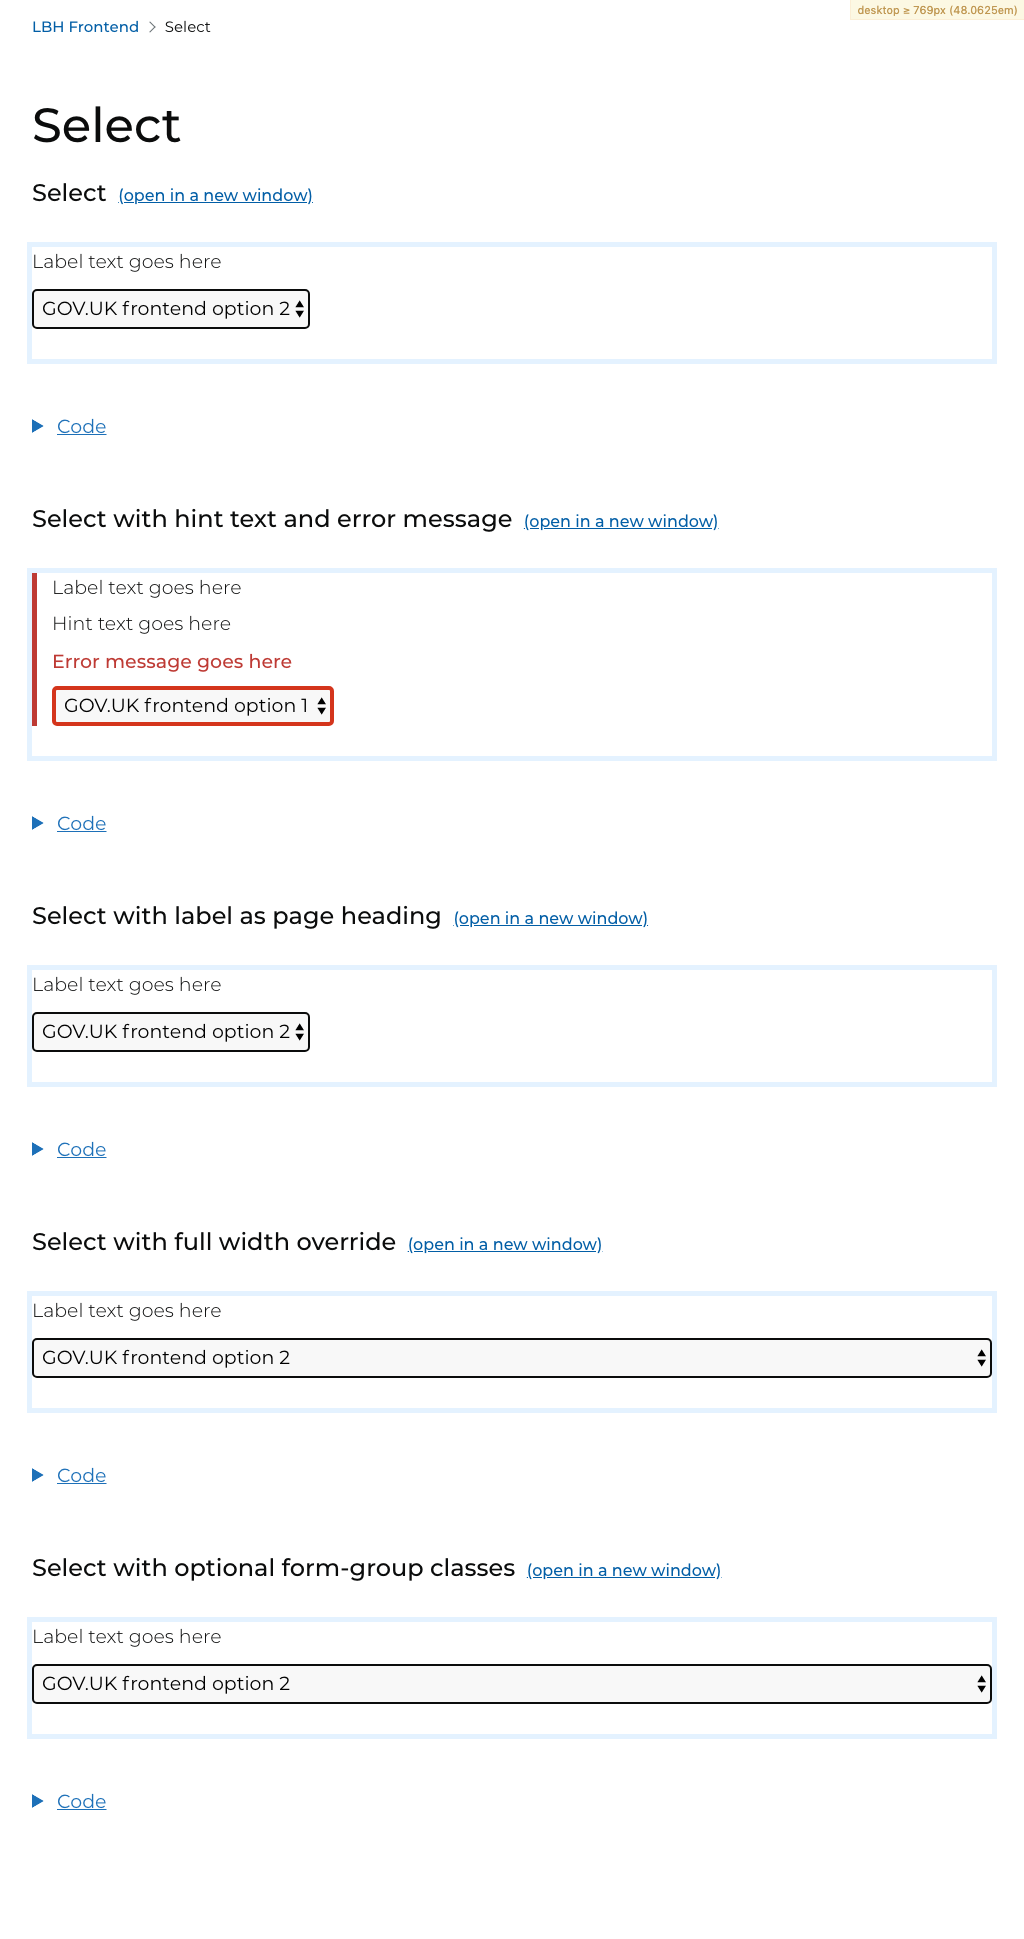 desktop ≥ 769px (48.0625em)
LBH Frontend > Select
Select
Select (open in a new window)
Label text goes here
GOV.UK frontend option 2
Code
Select with hint text and error message (open in a new window)
Label text goes here
Hint text goes here
Error message goes here
GOV.UK frontend option 1
Code
Select with label as page heading (open in a new window)
Label text goes here
GOV.UK frontend option 2
Code
Select with full width override (open in a new window)
Label text goes here
GOV.UK frontend option 2
Code
Select with optional form-group classes (open in a new window)
Label text goes here
GOV.UK frontend option 2
Code